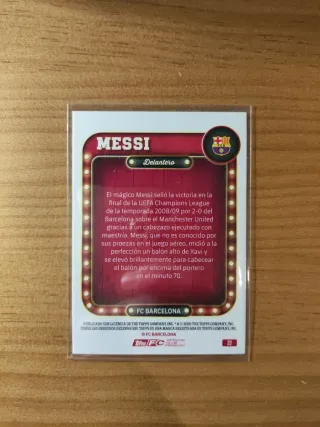 MESSI
Delantero
El mágico Messi selló la victoria en la
final de la UEFA Champions League
de la temporada 2008/09 por 2-0 del
Barcelona sobre el Manchester United
gracias a un cabezazo ejecutado con
maestría. Messi, que no es conocido por
sus proezas en el juego aéreo, midió a la
perfección un balón alto de Xavi y
se elevó brillantemente para cabecear
el balón por encima del portero
en el minuto 70.
FC BARCELONA
© FC BARCELONA
Topps FC